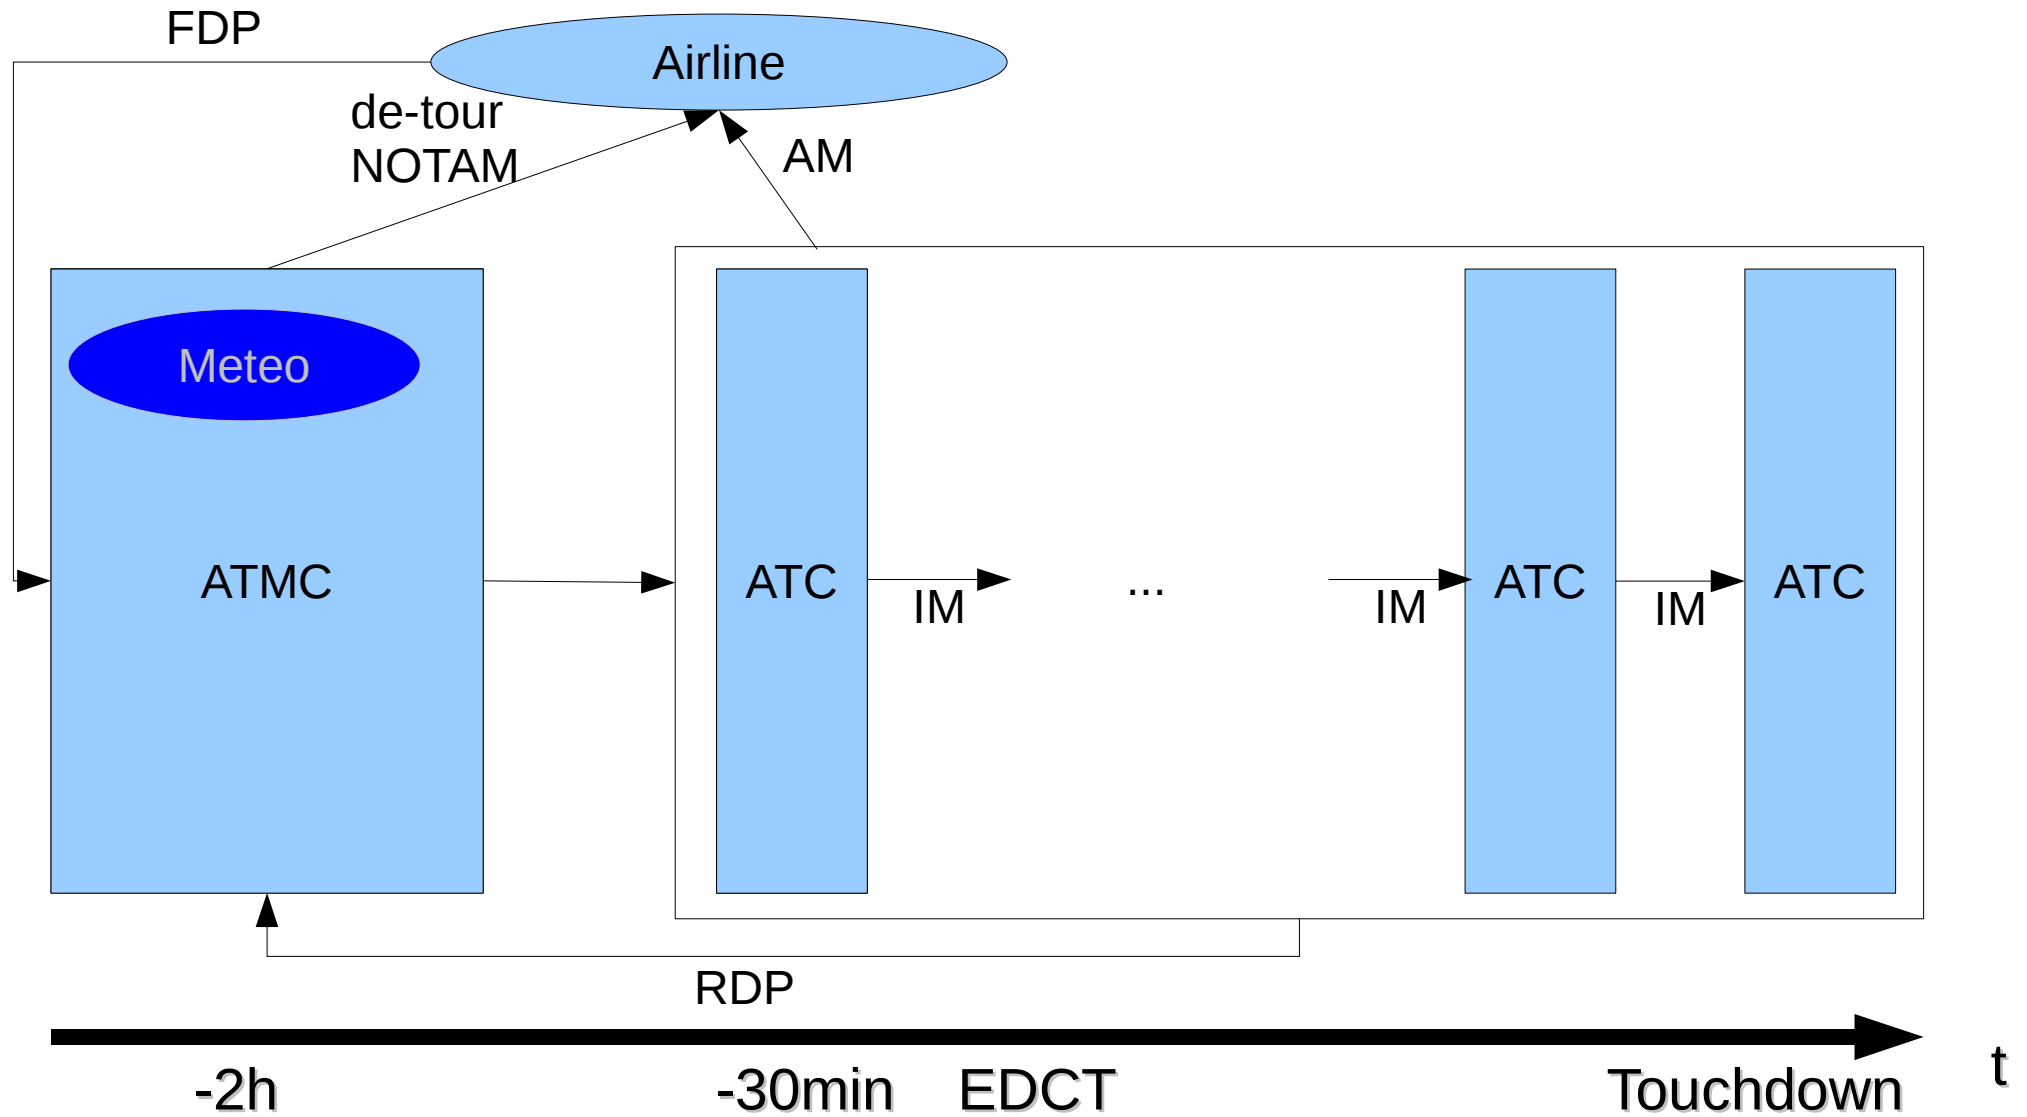 FDP
Airline
de-tour
NOTAM
AM
Meteo
ATMC
ATC
IM
...
IM
ATC
IM
ATC
RDP
-2h
-30min
EDCT
Touchdown
t